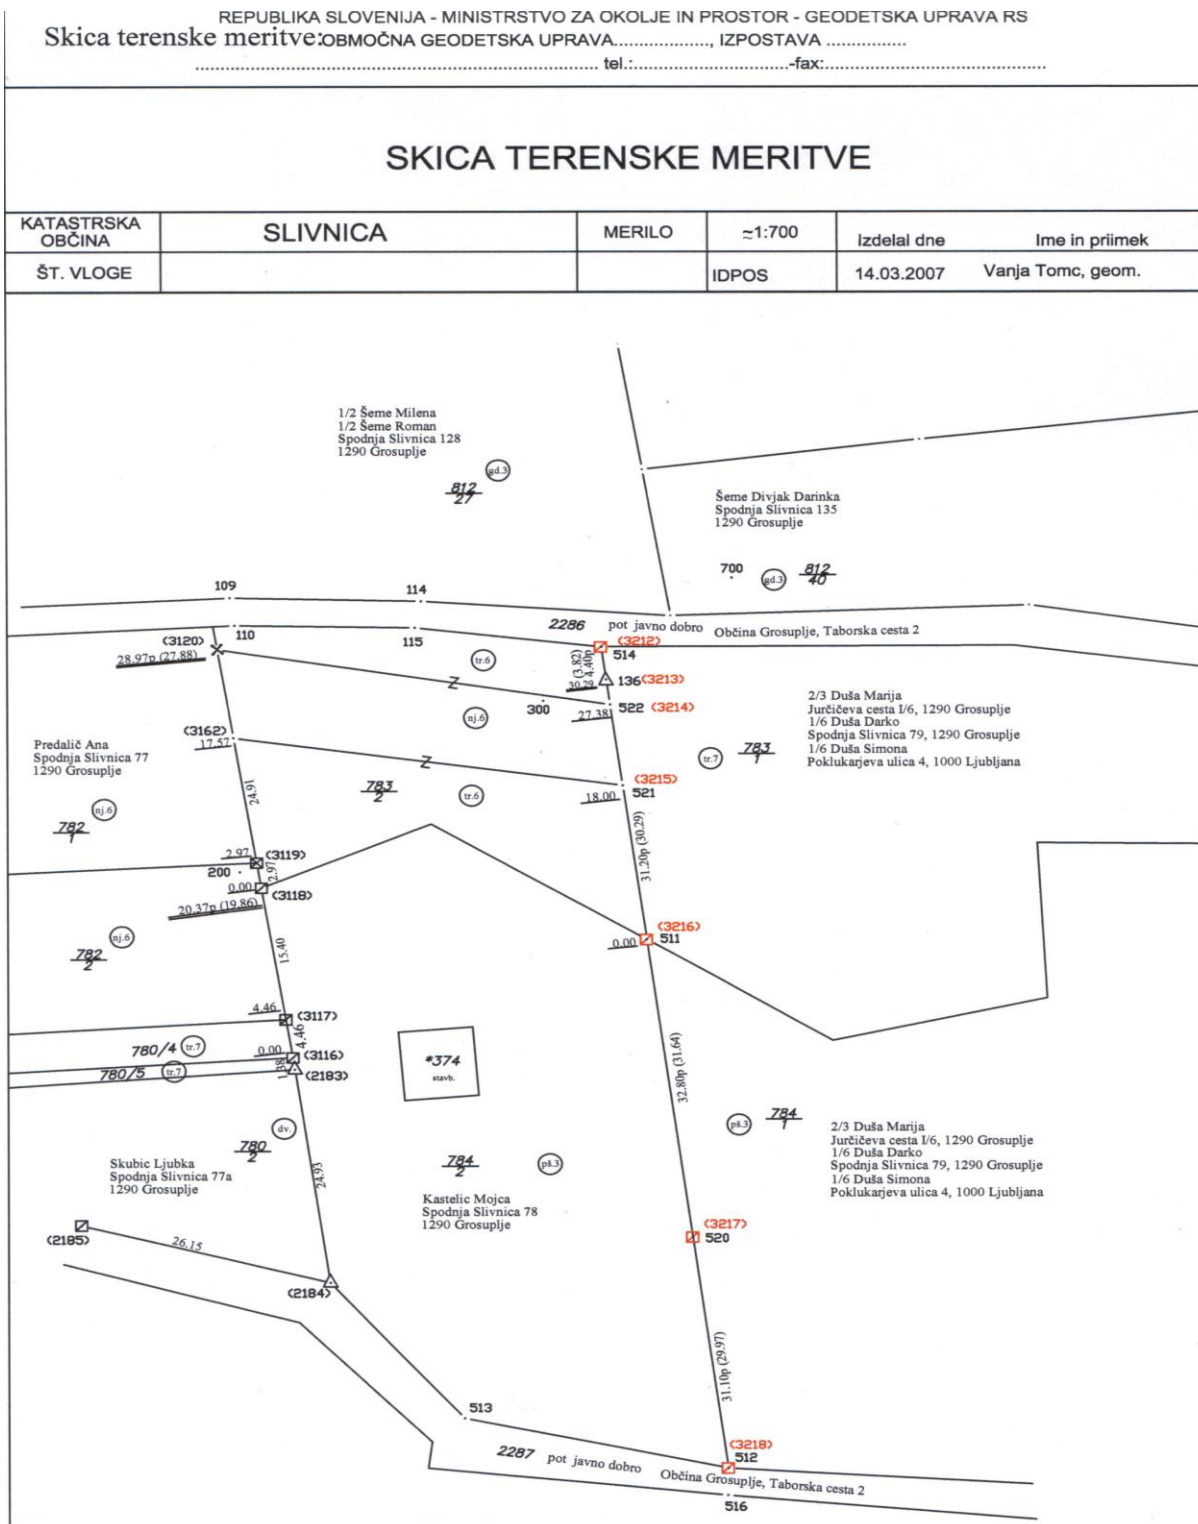 REPUBLIKA SLOVENIJA - MINISTRSTVO ZA OKOLJE IN PROSTOR - GEODETSKA UPRAVA RS
Skica terenske meritve:OBMOČNA GEODETSKA UPRAVA..................., IZPOSTAVA ................
tel.:..............................-fax:...........................................
SKICA TERENSKE MERITVE
KATASTRSKA OBČINA
SLIVNICA
MERILO
≈1:700
Izdelal dne
Ime in priimek
ŠT. VLOGE
IDPOS
14.03.2007
Vanja Tomc, geom.
1/2 Šeme Milena
1/2 Šeme Roman
Spodnja Slivnica 128
1290 Grosuplje
gd.3
812
27
Šeme Divjak Darinka
Spodnja Slivnica 135
1290 Grosuplje
700
gd.3
812
40
109
114
110
115
2286
pot javno dobro
Občina Grosuplje, Taborska cesta 2
(3120)
28.97p (27.88)
tr.6
(3212)
514
(3.82)
4.40p
30.29
136(3213)
300
27.38
522 (3214)
nj.6
2/3 Duša Marija
Jurčičeva cesta I/6, 1290 Grosuplje
1/6 Duša Darko
Spodnja Slivnica 79, 1290 Grosuplje
1/6 Duša Simona
Poklukarjeva ulica 4, 1000 Ljubljana
tr.7
783
1
(3162)
17.57
Predalič Ana
Spodnja Slivnica 77
1290 Grosuplje
Z
Z
(3215)
521
18.00
783
2
tr.6
24.91
nj.6
782
1
31.20p (30.29)
2.97
(3119)
200
2.97
0.00
(3118)
20.37p (19.86)
(3216)
511
0.00
nj.6
782
2
15.40
4.46
(3117)
4.46
780/4
tr.7
0.00
(3116)
780/5
tr.7
1.38
(2183)
*374
stavb.
32.80p (31.64)
dv.
780
2
Skubic Ljubka
Spodnja Slivnica 77a
1290 Grosuplje
24.93
784
2
pš.3
Kastelic Mojca
Spodnja Slivnica 78
1290 Grosuplje
pš.3
784
1
2/3 Duša Marija
Jurčičeva cesta I/6, 1290 Grosuplje
1/6 Duša Darko
Spodnja Slivnica 79, 1290 Grosuplje
1/6 Duša Simona
Poklukarjeva ulica 4, 1000 Ljubljana
(2185)
26.15
(2184)
(3217)
520
31.10p (29.97)
513
(3218)
512
2287
pot javno dobro
Občina Grosuplje, Taborska cesta 2
516